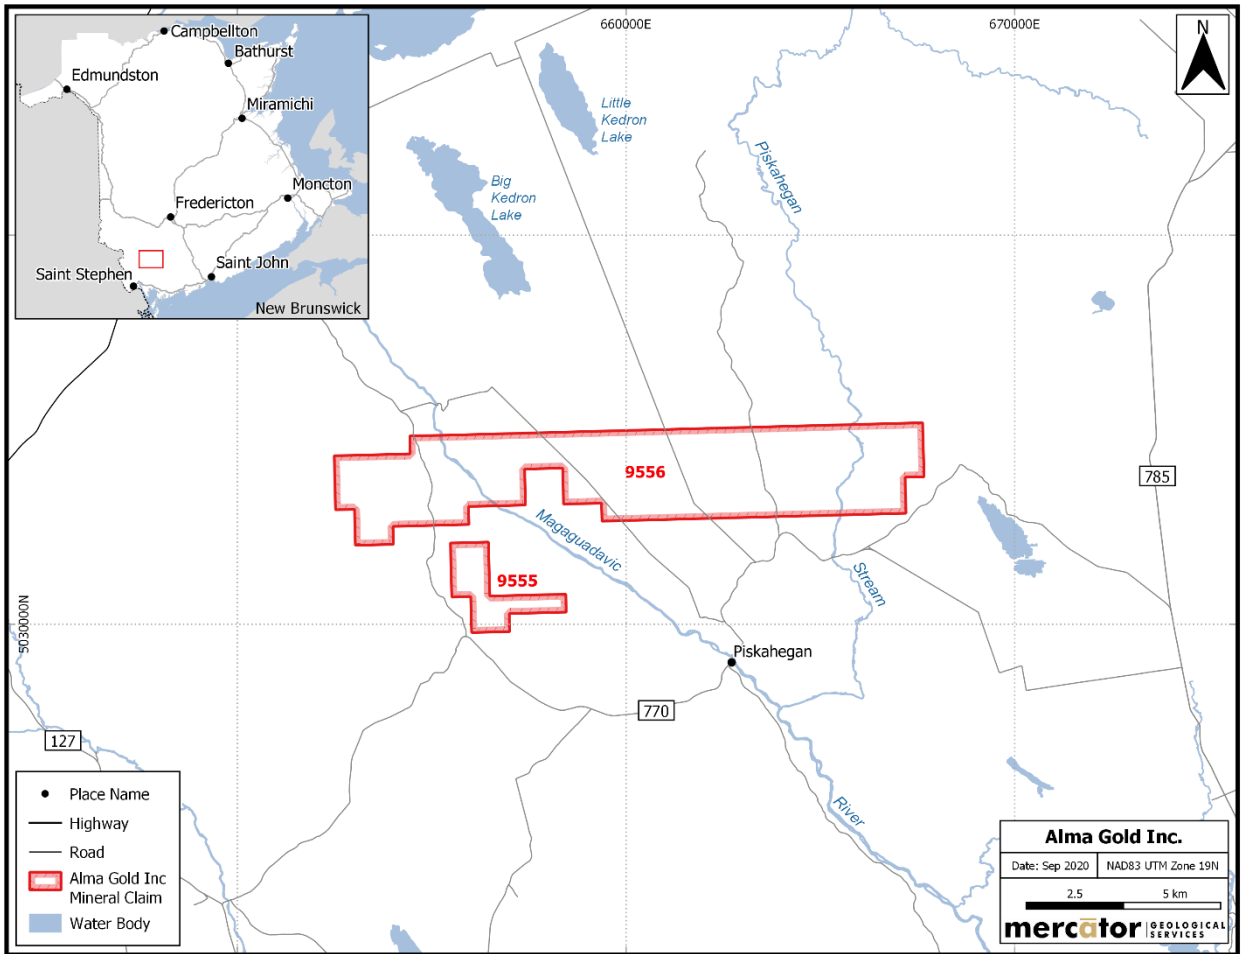 660000E
670000E
N
Campbellton
Bathurst
Edmundston
Miramichi
Moncton
Fredericton
Saint John
Saint Stephen
New Brunswick
Little
Kedron
Lake
Big
Kedron
Lake
Piskahegan
9556
785
Magaguadavic
9555
Stream
5030000N
Piskahegan
770
127
River
Place Name
Highway
Road
Alma Gold Inc
Mineral Claim
Water Body
Alma Gold Inc.
Date: Sep 2020
NAD83 UTM Zone 19N
2.5
5 km
mercātor
GEOLOGICAL
SERVICES